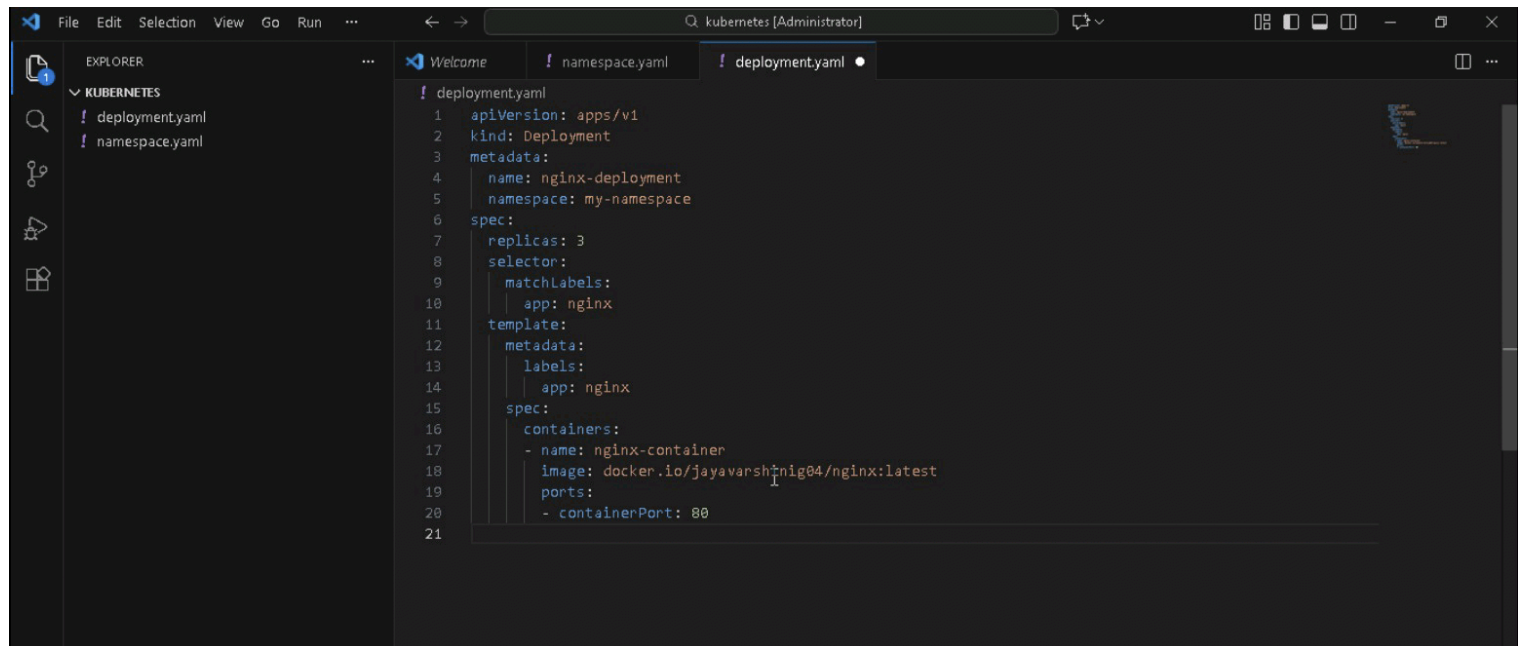 File Edit Selection View Go Run ··· ← → kubernetes [Administrator]
EXPLORER ···
KUBERNETES
! deployment.yaml
! namespace.yaml
1
Welcome ! namespace.yaml ! deployment.yaml ● ···
! deployment.yaml
1 apiVersion: apps/v1
2 kind: Deployment
3 metadata:
4 name: nginx-deployment
5 namespace: my-namespace
6 spec:
7 replicas: 3
8 selector:
9 matchLabels:
10 app: nginx
11 template:
12 metadata:
13 labels:
14 app: nginx
15 spec:
16 containers:
17 - name: nginx-container
18 image: docker.io/jayavarshinig04/nginx:latest
19 ports:
20 - containerPort: 80
21